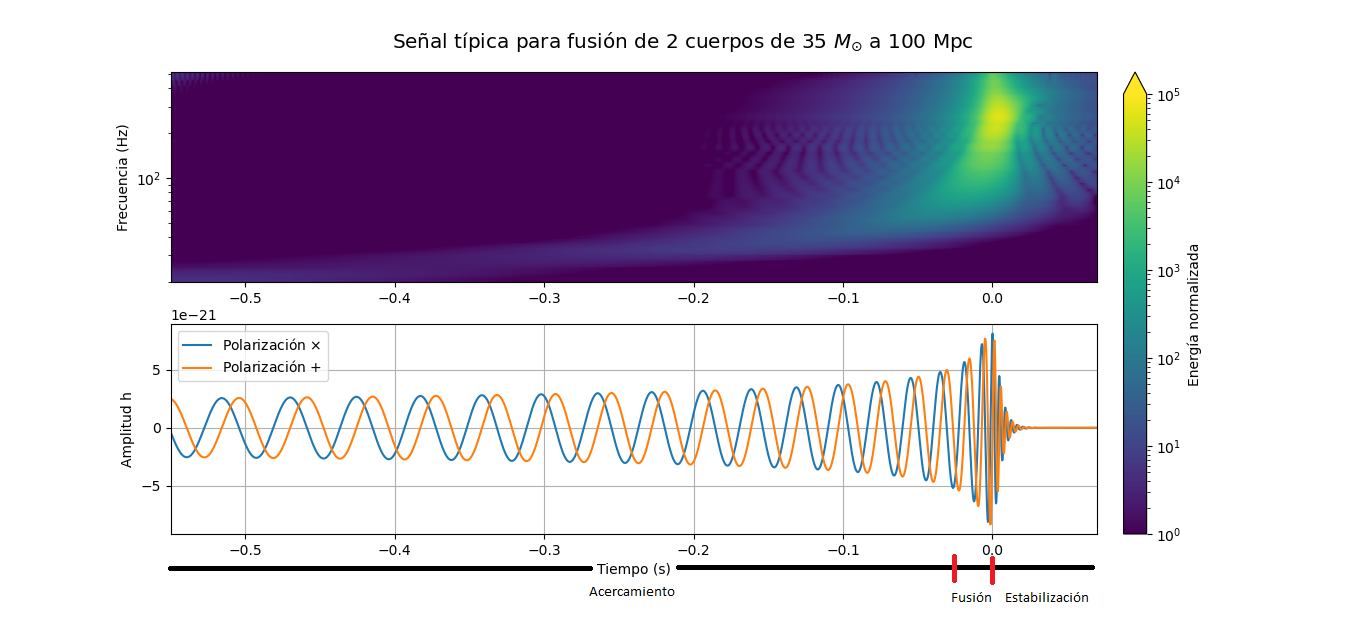 Señal típica para fusión de 2 cuerpos de 35 M⊙ a 100 Mpc
Frecuencia (Hz)
10²
−0.5 −0.4 −0.3 −0.2 −0.1 0.0
10⁵
10⁴
10³
10²
10¹
10⁰
Energía normalizada
1e−21
Polarización ×
Polarización +
Amplitud h
5
0
−5
−0.5 −0.4 −0.3 −0.2 −0.1 0.0
Tiempo (s)
Acercamiento
Fusión Estabilización